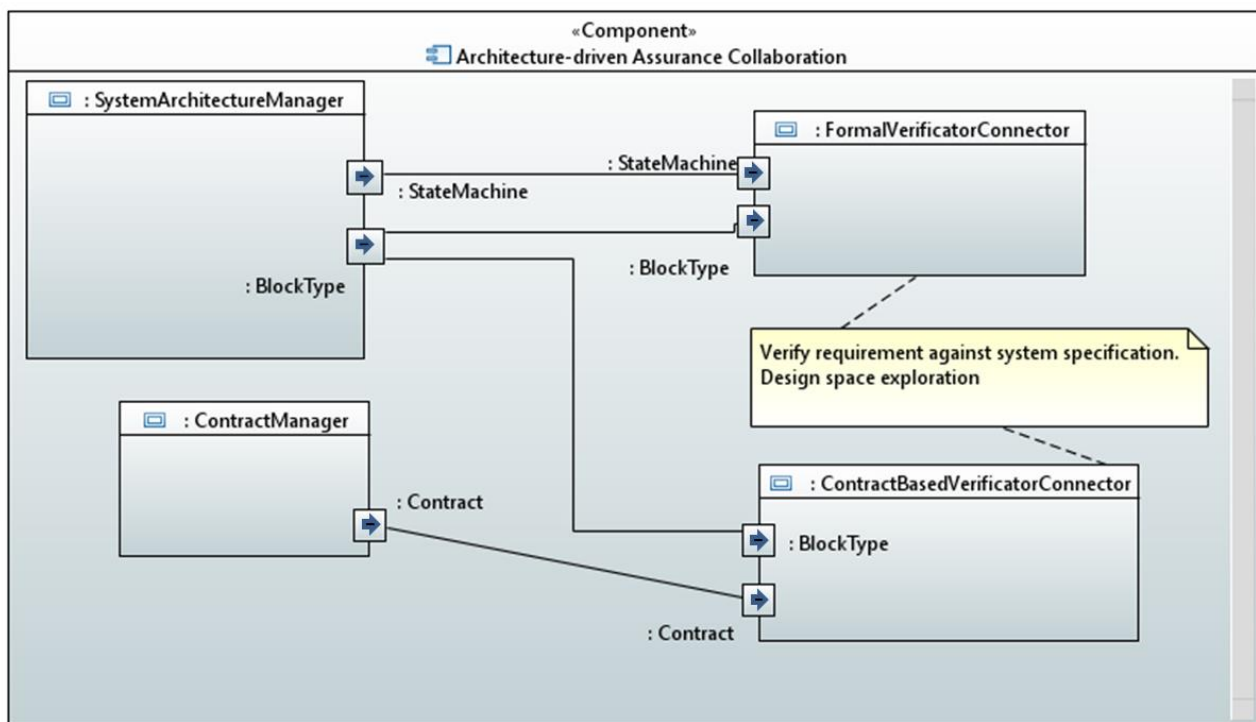 «Component»
Architecture-driven Assurance Collaboration
: SystemArchitectureManager
: FormalVerificatorConnector
: StateMachine
: StateMachine
: BlockType
: BlockType
Verify requirement against system specification.
Design space exploration
: ContractManager
: Contract
: ContractBasedVerificatorConnector
: BlockType
: Contract